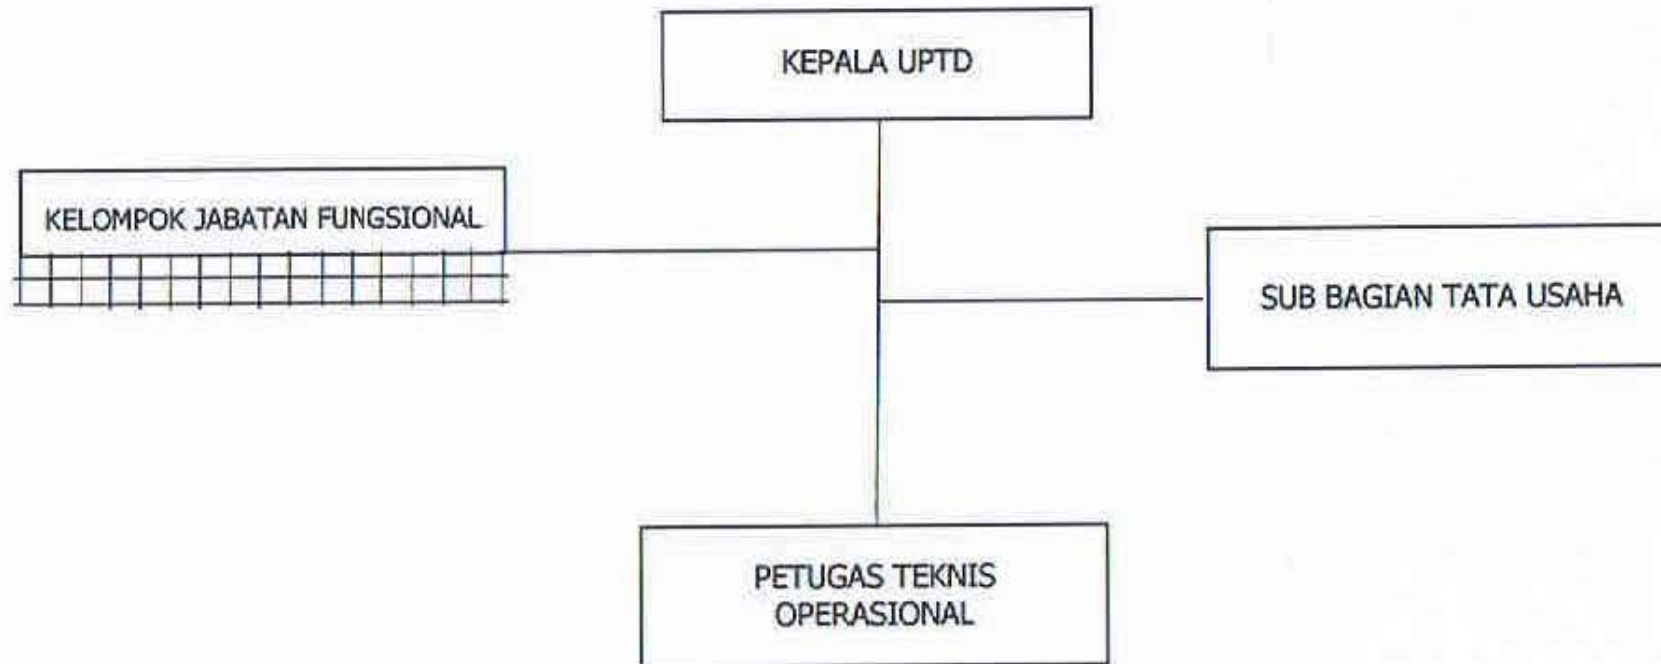 KEPALA UPTD
KELOMPOK JABATAN FUNGSIONAL
SUB BAGIAN TATA USAHA
PETUGAS TEKNIS
OPERASIONAL